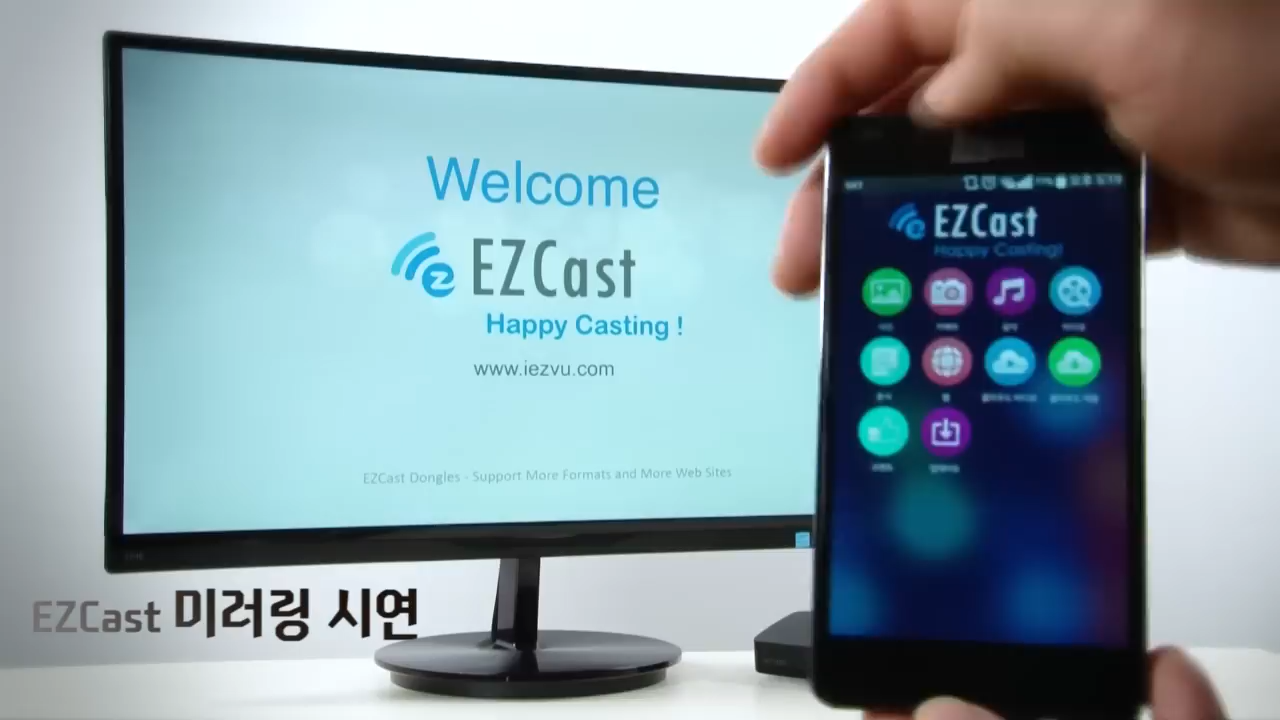 Welcome
EZCast
Happy Casting !
www.iezvu.com
EZCast Dongles - Support More Formats and More Web Sites
EZCast 미러링 시연
EZCast
Happy Casting!